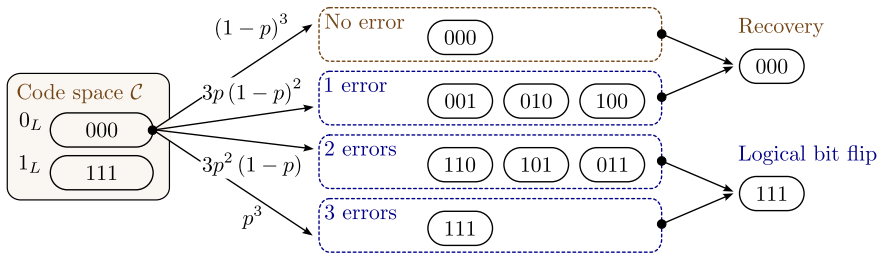 Code space 𝒞
0_L 000
1_L 111
(1 − p)^3
3p (1 − p)^2
3p^2 (1 − p)
p^3
No error
000
1 error
001 010 100
2 errors
110 101 011
3 errors
111
Recovery
000
Logical bit flip
111